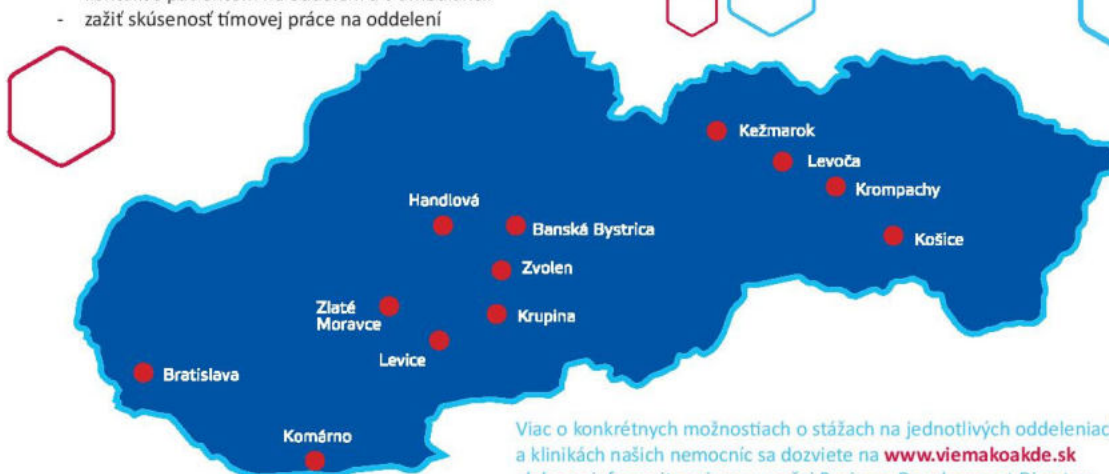 - zažiť skúsenosť tímovej práce na oddelení
Kežmarok
Levoča
Krompachy
Košice
Handlová
Banská Bystrica
Zvolen
Zlaté
Moravce
Krupina
Levice
Bratislava
Komárno
Viac o konkrétnych možnostiach o stážach na jednotlivých
a klinikách našich nemocníc sa dozviete na www.viemakoakde.sk